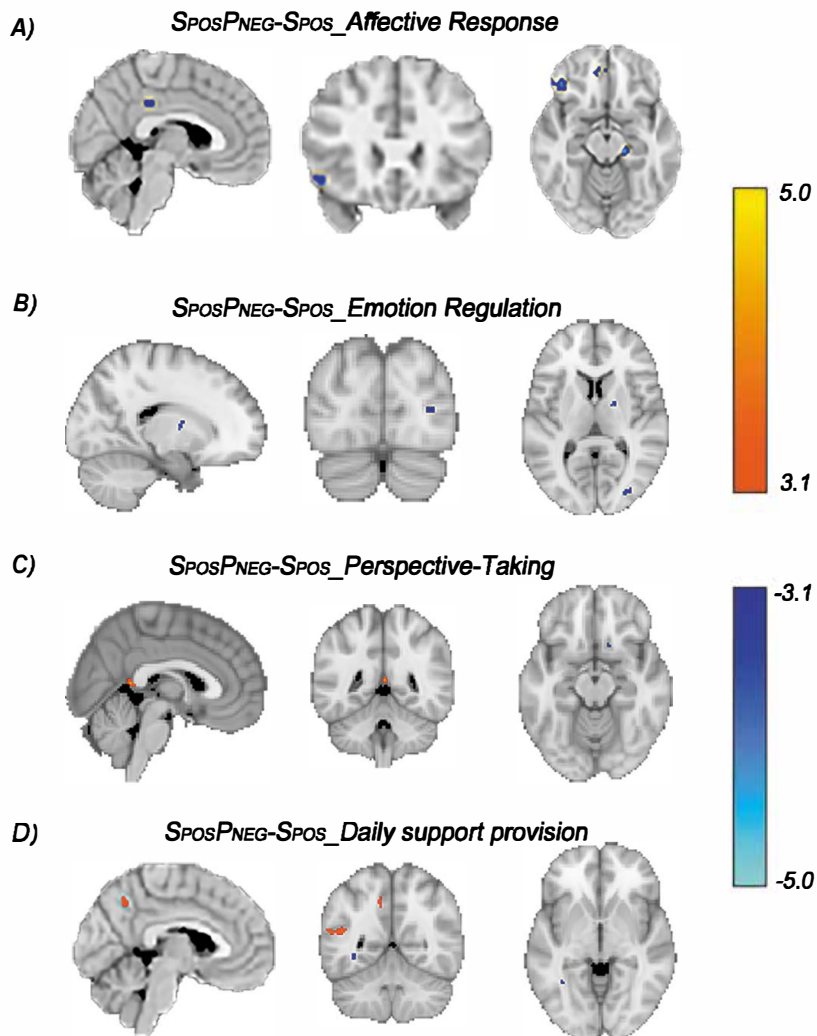 A)
SPOSPNEG-SPOS_Affective Response
5.0
B)
SPOSPNEG-SPOS_Emotion Regulation
3.1
C)
SPOSPNEG-SPOS_Perspective-Taking
-3.1
D)
SPOSPNEG-SPOS_Daily support provision
-5.0